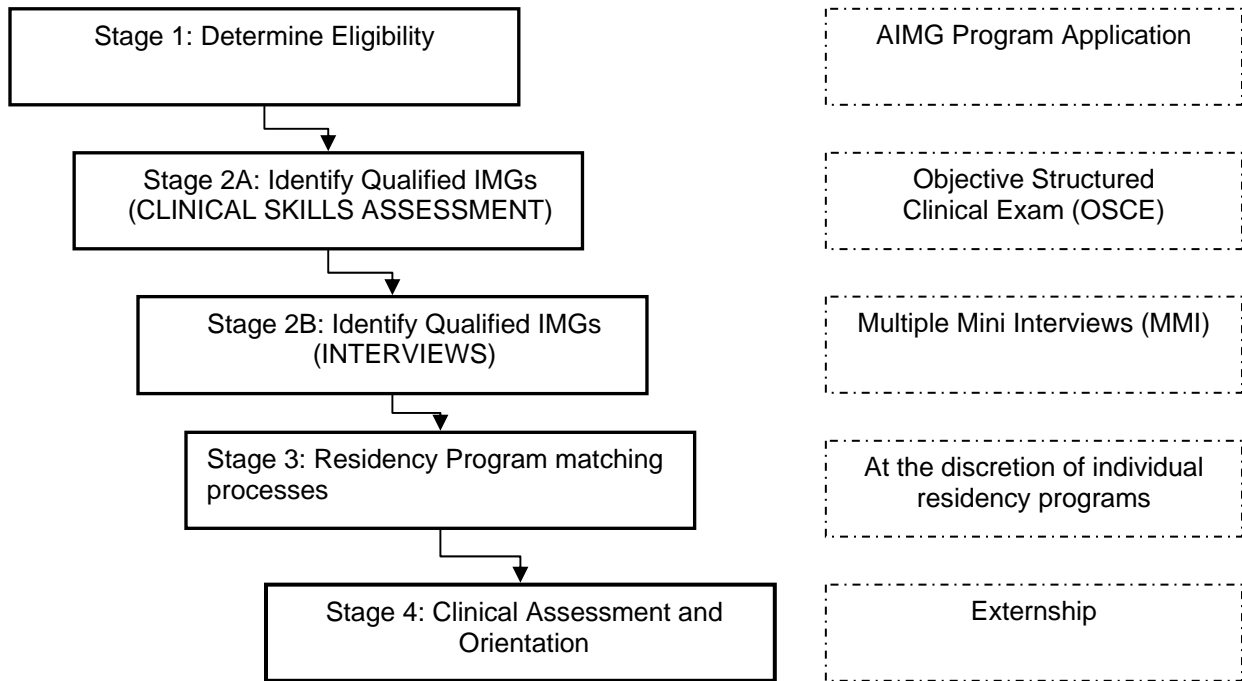 Stage 1: Determine Eligibility
AIMG Program Application
Stage 2A: Identify Qualified IMGs
(CLINICAL SKILLS ASSESSMENT)
Objective Structured
Clinical Exam (OSCE)
Stage 2B: Identify Qualified IMGs
(INTERVIEWS)
Multiple Mini Interviews (MMI)
Stage 3: Residency Program matching
processes
At the discretion of individual
residency programs
Stage 4: Clinical Assessment and
Orientation
Externship